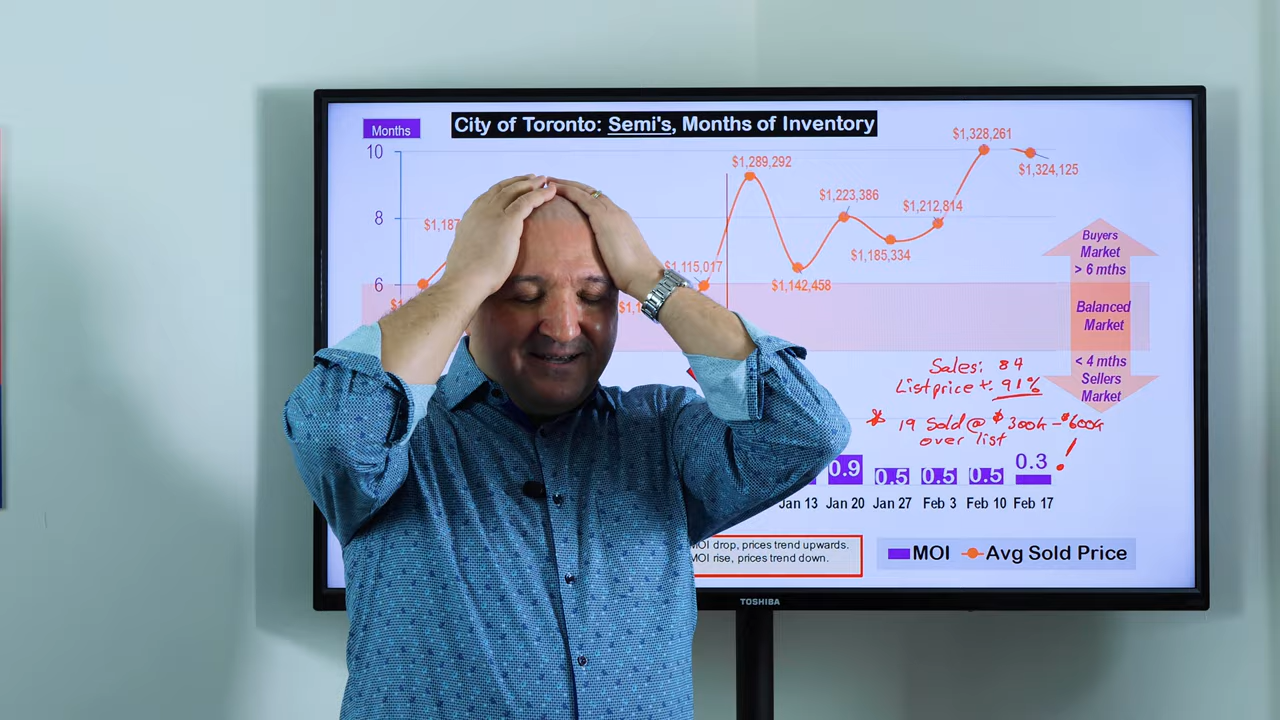 City of Toronto: Semi's, Months of Inventory
Months
10
8
6
$1,187
$1,115,017
$1,289,292
$1,142,458
$1,223,386
$1,185,334
$1,212,814
$1,328,261
$1,324,125
Buyers
Market
> 6 mths
Balanced
Market
< 4 mths
Sellers
Market
Sales: 84
List price +: 91%
* 19 Sold @ $300k - $600k
over list !
0.9
0.5
0.5
0.5
0.3
Jan 13
Jan 20
Jan 27
Feb 3
Feb 10
Feb 17
MOI drop, prices trend upwards.
MOI rise, prices trend down.
MOI
Avg Sold Price
TOSHIBA